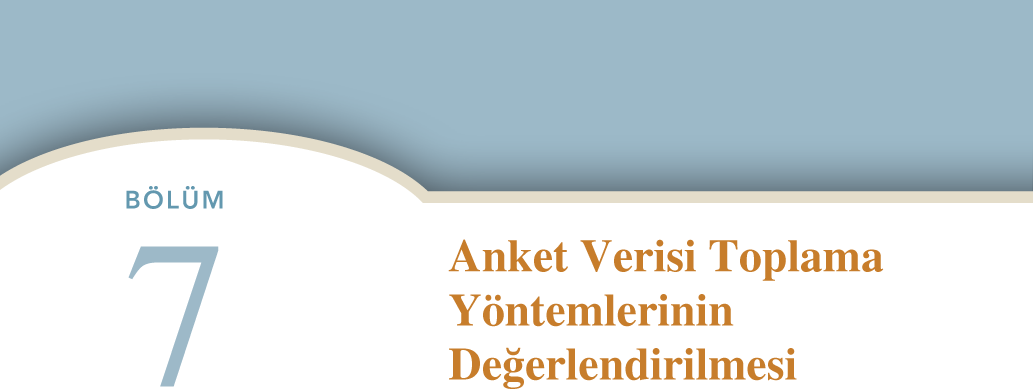 BÖLÜM
7
Anket Verisi Toplama
Yöntemlerinin
Değerlendirilmesi